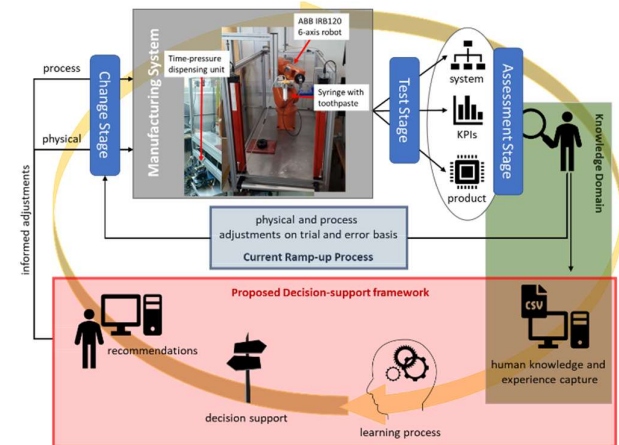 ABB IRB120
6-axis robot
Time-pressure
dispensing unit
Syringe with
toothpaste
process
physical
informed adjustments
Change Stage
Manufacturing System
Test Stage
system
KPIs
product
Assessment Stage
Knowledge Domain
physical and process
adjustments on trial and error basis
Current Ramp-up Process
Proposed Decision-support framework
CSV
recommendations
human knowledge and
experience capture
decision support
learning process